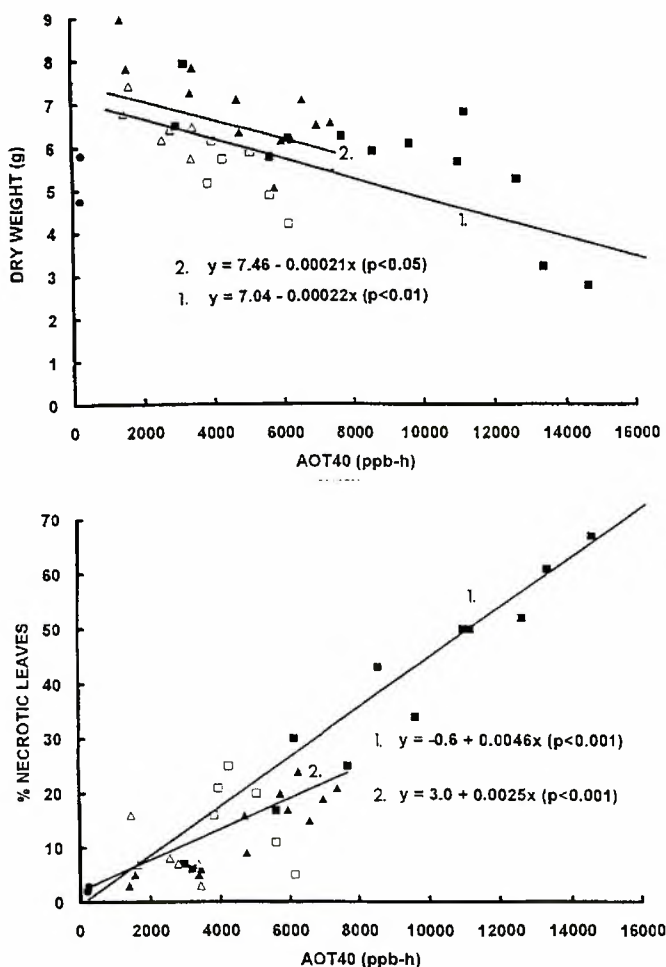 9
8
7
6
5
4
3
2
1
0
DRY WEIGHT (g)
2.
1.
2. y = 7.46 - 0.00021x (p<0.05)
1. y = 7.04 - 0.00022x (p<0.01)
0 2000 4000 6000 8000 10000 12000 14000 16000
AOT40 (ppb-h)
70
60
50
40
30
20
10
0
% NECROTIC LEAVES
1.
2.
1. y = -0.6 + 0.0046x (p<0.001)
2. y = 3.0 + 0.0025x (p<0.001)
0 2000 4000 6000 8000 10000 12000 14000 16000
AOT40 (ppb-h)